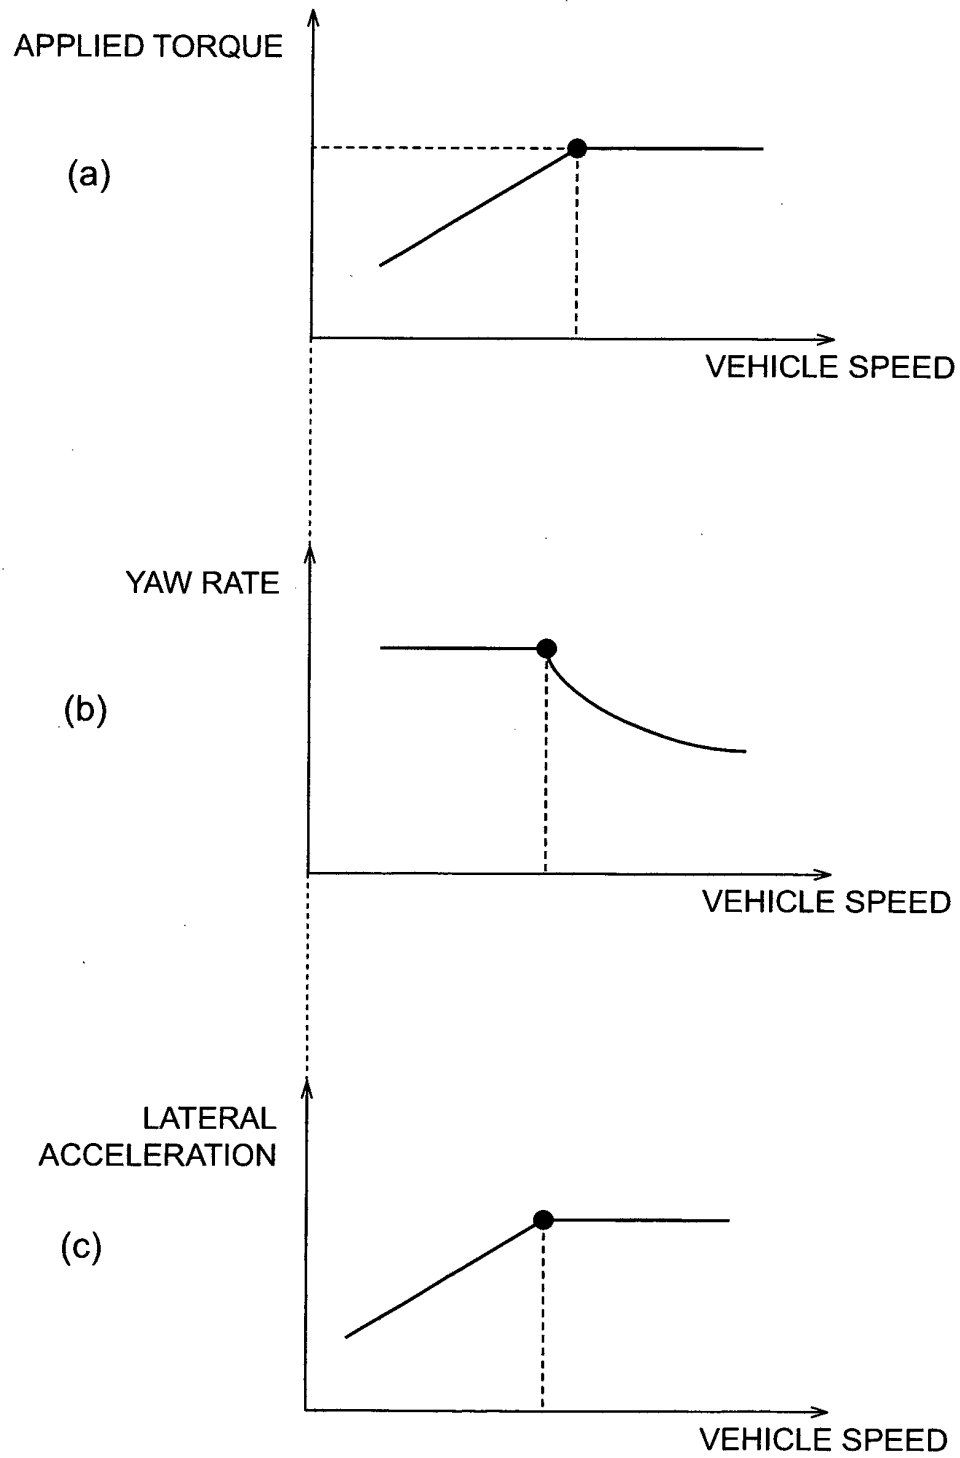 APPLIED TORQUE
(a)
VEHICLE SPEED
YAW RATE
(b)
VEHICLE SPEED
LATERAL
ACCELERATION
(c)
VEHICLE SPEED